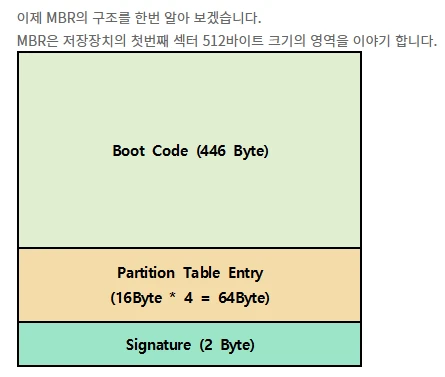 이제 MBR의 구조를 한번 알아 보겠습니다.
MBR은 저장장치의 첫번째 섹터 512바이트 크기의 영역을 이야기 합니다.
Boot Code (446 Byte)
Partition Table Entry
(16Byte * 4 = 64Byte)
Signature (2 Byte)